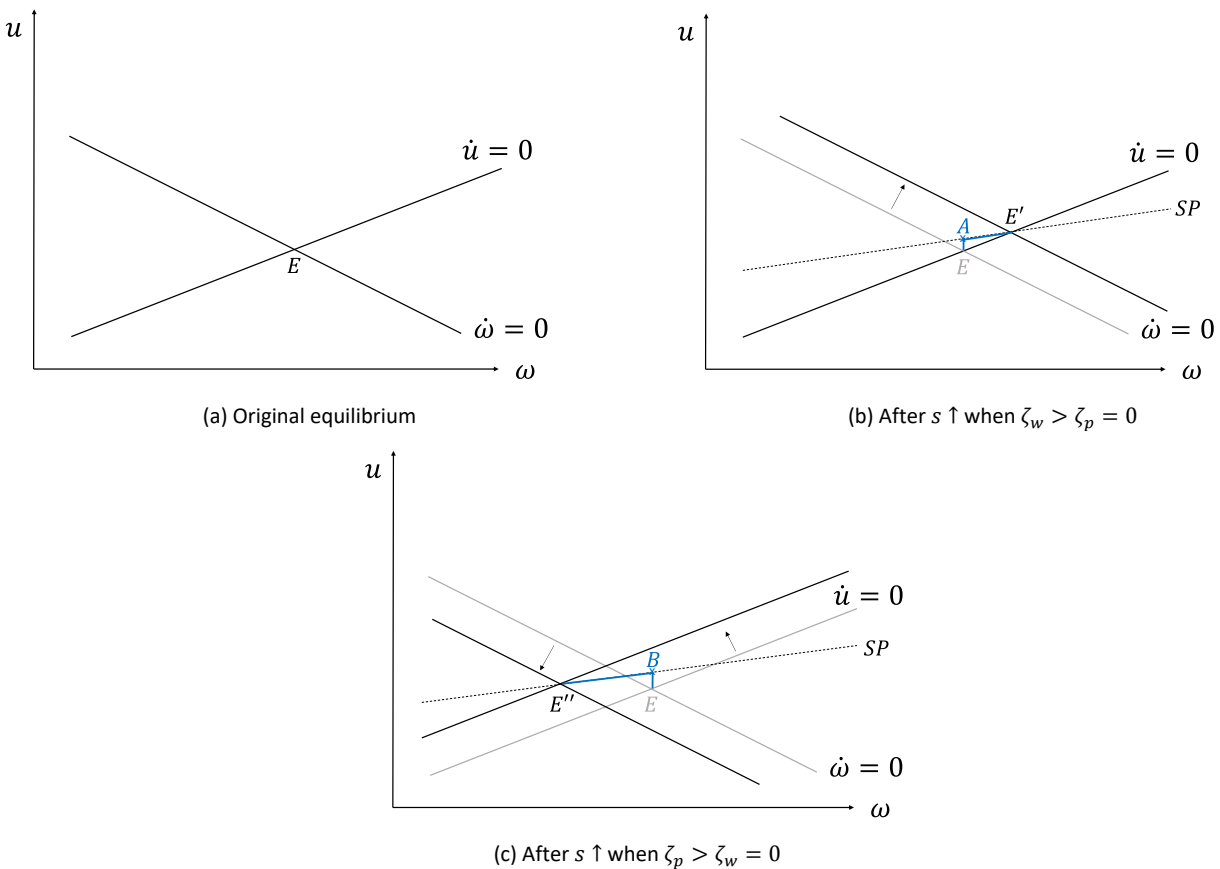 u
u̇ = 0
E
ω̇ = 0
ω
(a) Original equilibrium
u
u̇ = 0
E′
SP
A
E
ω̇ = 0
ω
(b) After s ↑ when ζ_w > ζ_p = 0
u
u̇ = 0
SP
B
E′′
E
ω̇ = 0
ω
(c) After s ↑ when ζ_p > ζ_w = 0